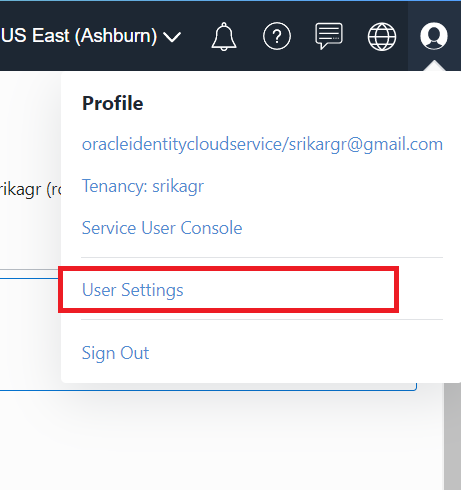 US East (Ashburn)
Profile
oracleidentitycloudservice/srikargr@gmail.com
Tenancy: srikagr
rikagr (ro
Service User Console
User Settings
Sign Out